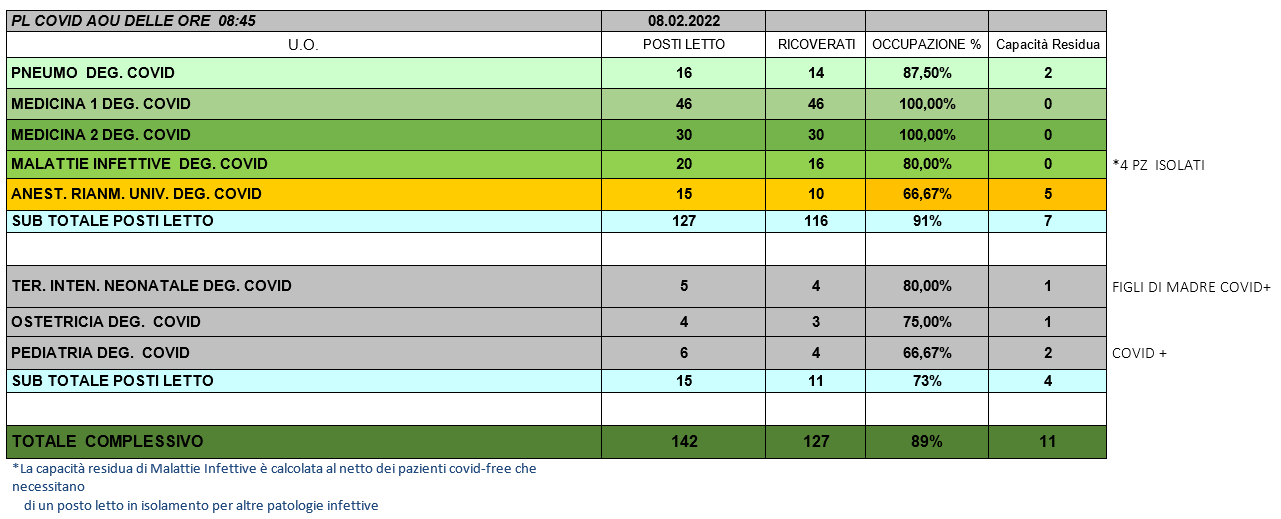 PL COVID AOU DELLE ORE 08:45 08.02.2022
U.O. POSTI LETTO RICOVERATI OCCUPAZIONE % Capacità Residua
PNEUMO DEG. COVID 16 14 87,50% 2
MEDICINA 1 DEG. COVID 46 46 100,00% 0
MEDICINA 2 DEG. COVID 30 30 100,00% 0
MALATTIE INFETTIVE DEG. COVID 20 16 80,00% 0 *4 PZ ISOLATI
ANEST. RIANM. UNIV. DEG. COVID 15 10 66,67% 5
SUB TOTALE POSTI LETTO 127 116 91% 7
TER. INTEN. NEONATALE DEG. COVID 5 4 80,00% 1 FIGLI DI MADRE COVID+
OSTETRICIA DEG. COVID 4 3 75,00% 1
PEDIATRIA DEG. COVID 6 4 66,67% 2 COVID +
SUB TOTALE POSTI LETTO 15 11 73% 4
TOTALE COMPLESSIVO 142 127 89% 11
*La capacità residua di Malattie Infettive è calcolata al netto dei pazienti covid-free che
necessitano
di un posto letto in isolamento per altre patologie infettive